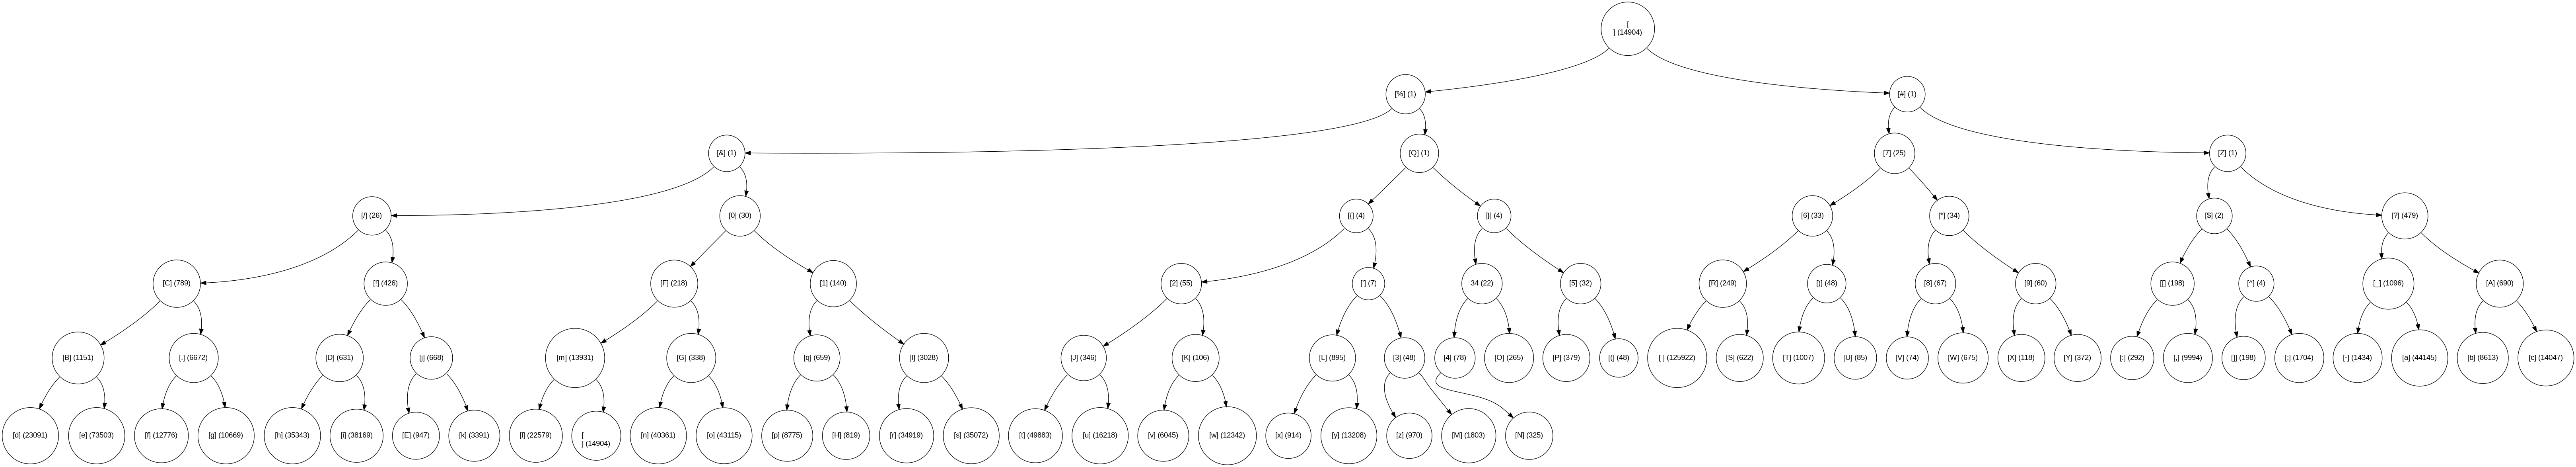 [
] (14904)
[%] (1)
[#] (1)
[&] (1)
[Q] (1)
[7] (25)
[Z] (1)
[/] (26)
[0] (30)
[{] (4)
[}] (4)
[6] (33)
[*] (34)
[$] (2)
[?] (479)
[C] (789)
[!] (426)
[F] (218)
[1] (140)
[2] (55)
['] (7)
34 (22)
[5] (32)
[R] (249)
[)] (48)
[8] (67)
[9] (60)
[[] (198)
[^] (4)
[_] (1096)
[A] (690)
[B] (1151)
[.] (6672)
[D] (631)
[j] (668)
[m] (13931)
[G] (338)
[q] (659)
[I] (3028)
[J] (346)
[K] (106)
[L] (895)
[3] (48)
[4] (78)
[O] (265)
[P] (379)
[(] (48)
[ ] (125922)
[S] (622)
[T] (1007)
[U] (85)
[V] (74)
[W] (675)
[X] (118)
[Y] (372)
[:] (292)
[,] (9994)
[]] (198)
[;] (1704)
[-] (1434)
[a] (44145)
[b] (8613)
[c] (14047)
[d] (23091)
[e] (73503)
[f] (12776)
[g] (10669)
[h] (35343)
[i] (38169)
[E] (947)
[k] (3391)
[l] (22579)
[
] (14904)
[n] (40361)
[o] (43115)
[p] (8775)
[H] (819)
[r] (34919)
[s] (35072)
[t] (49883)
[u] (16218)
[v] (6045)
[w] (12342)
[x] (914)
[y] (13208)
[z] (970)
[M] (1803)
[N] (325)